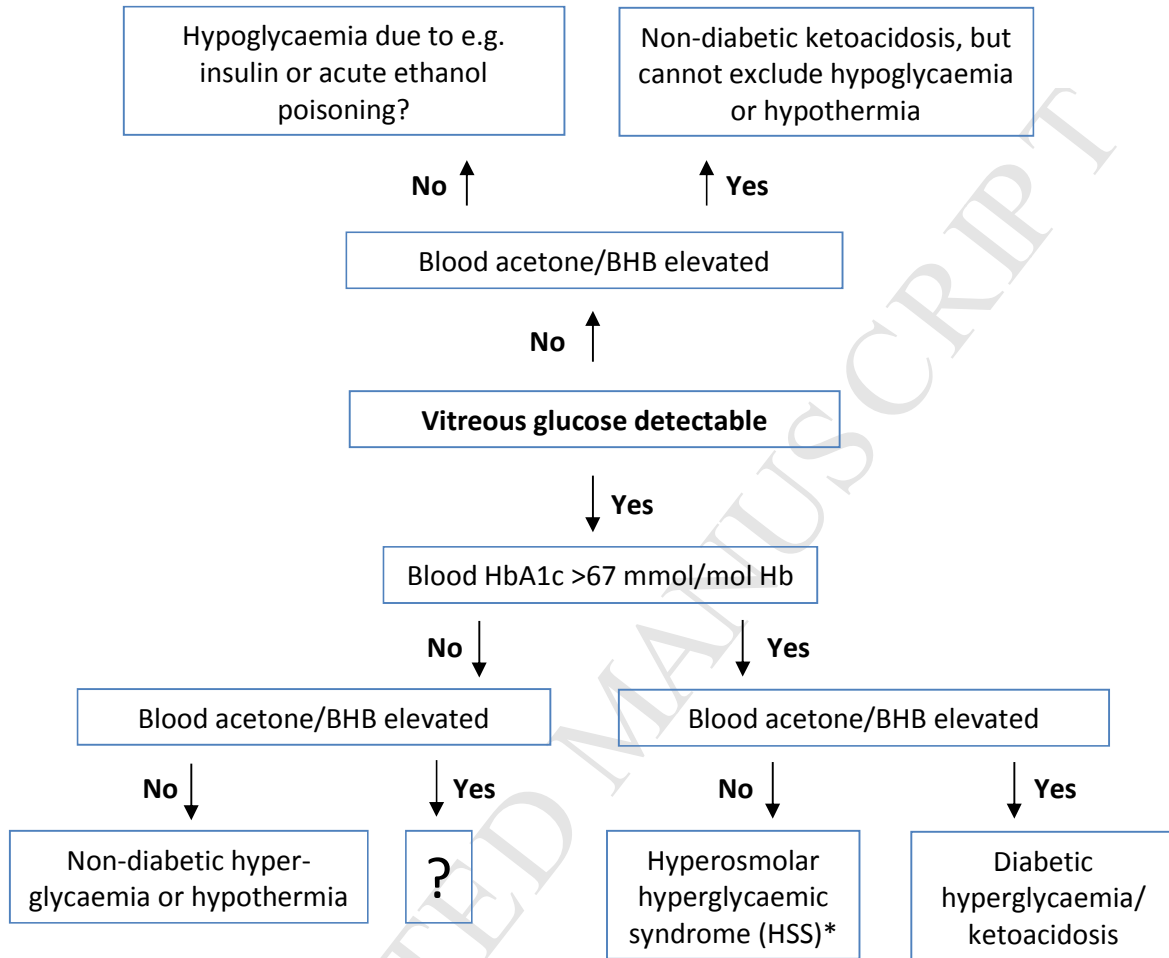 Hypoglycaemia due to e.g.
insulin or acute ethanol
poisoning?
Non-diabetic ketoacidosis, but
cannot exclude hypoglycaemia
or hypothermia
No
Yes
Blood acetone/BHB elevated
No
Vitreous glucose detectable
Yes
Blood HbA1c >67 mmol/mol Hb
No
Yes
Blood acetone/BHB elevated
Blood acetone/BHB elevated
No
Yes
No
Yes
Non-diabetic hyper-
glycaemia or hypothermia
?
Hyperosmolar
hyperglycaemic
syndrome (HSS)*
Diabetic
hyperglycaemia/
ketoacidosis
TED MANUSCRIPT